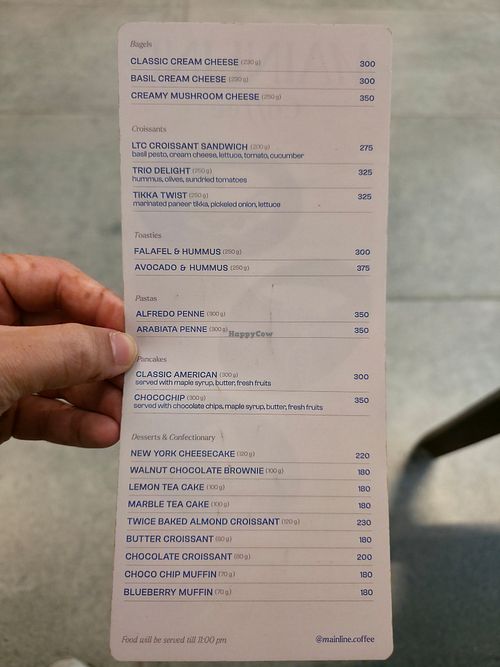 Bagels
CLASSIC CREAM CHEESE (230 g) 300
BASIL CREAM CHEESE (230 g) 300
CREAMY MUSHROOM CHEESE (250 g) 350
Croissants
LTC CROISSANT SANDWICH (200 g) 275
basil pesto, cream cheese, lettuce, tomato, cucumber
TRIO DELIGHT (250 g) 325
hummus, olives, sundried tomatoes
TIKKA TWIST (250 g) 325
marinated paneer tikka, pickeled onion, lettuce
Toasties
FALAFEL & HUMMUS (250 g) 300
AVOCADO & HUMMUS (250 g) 375
Pastas
ALFREDO PENNE (300 g) 350
ARABIATA PENNE (300 g) 350
HappyCow
Pancakes
CLASSIC AMERICAN (300 g) 300
served with maple syrup, butter, fresh fruits
CHOCOCHIP (300 g) 350
served with chocolate chips, maple syrup, butter, fresh fruits
Desserts & Confectionary
NEW YORK CHEESECAKE (120 g) 220
WALNUT CHOCOLATE BROWNIE (100 g) 180
LEMON TEA CAKE (100 g) 180
MARBLE TEA CAKE (100 g) 180
TWICE BAKED ALMOND CROISSANT (120 g) 230
BUTTER CROISSANT (80 g) 180
CHOCOLATE CROISSANT (80 g) 200
CHOCO CHIP MUFFIN (70 g) 180
BLUEBERRY MUFFIN (70 g) 180
Food will be served till 11:00 pm @mainline.coffee